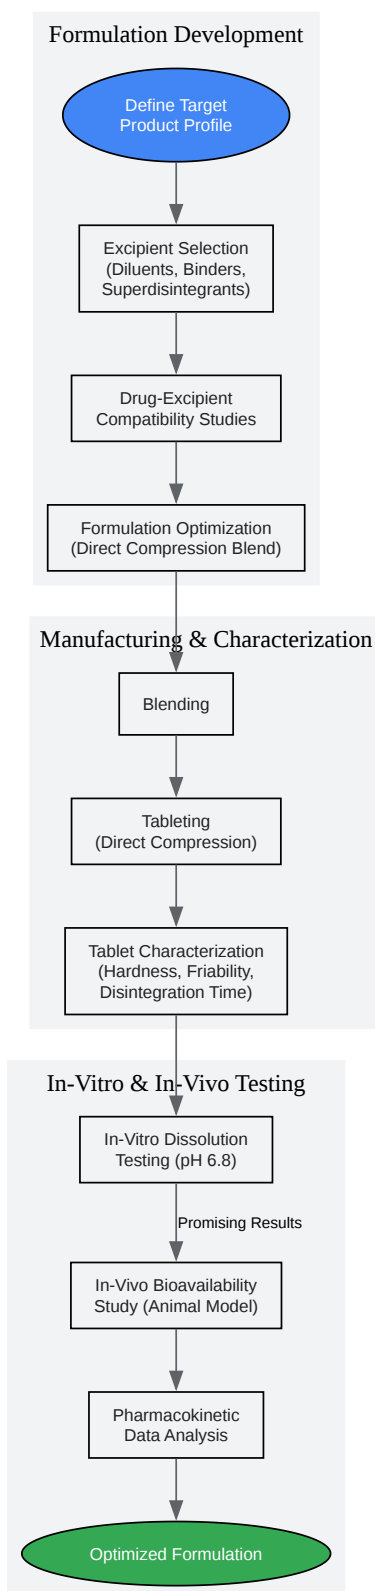 Formulation Development
Define Target
Product Profile
Excipient Selection
(Diluents, Binders,
Superdisintegrants)
Drug-Excipient
Compatibility Studies
Formulation Optimization
(Direct Compression Blend)
Manufacturing & Characterization
Blending
Tableting
(Direct Compression)
Tablet Characterization
(Hardness, Friability,
Disintegration Time)
In-Vitro & In-Vivo Testing
In-Vitro Dissolution
Testing (pH 6.8)
Promising Results
In-Vivo Bioavailability
Study (Animal Model)
Pharmacokinetic
Data Analysis
Optimized Formulation